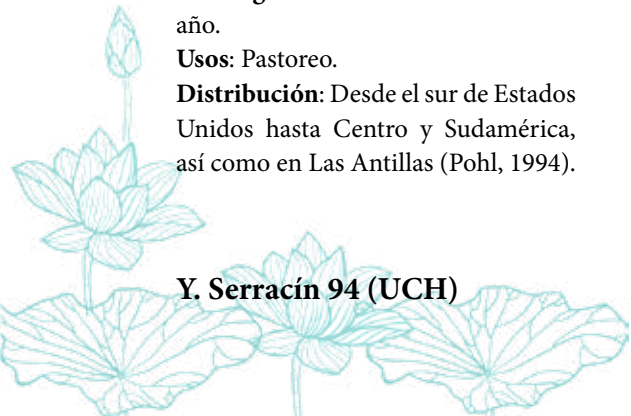 año.
Usos: Pastoreo.
Distribución: Desde el sur de Estados
Unidos hasta Centro y Sudamérica,
así como en Las Antillas (Pohl, 1994).
Y. Serracín 94 (UCH)